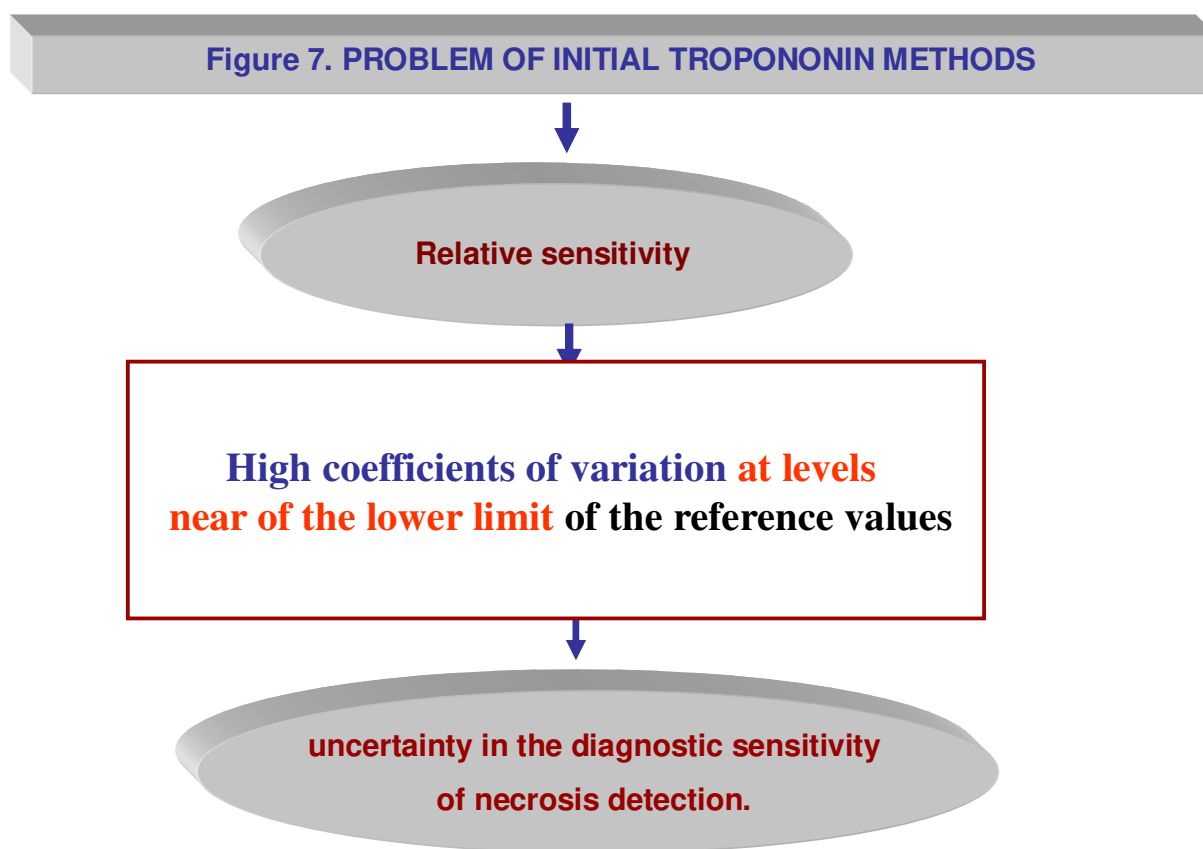 Figure 7. PROBLEM OF INITIAL TROPONONIN METHODS
Relative sensitivity
High coefficients of variation at levels
near of the lower limit of the reference values
uncertainty in the diagnostic sensitivity
of necrosis detection.